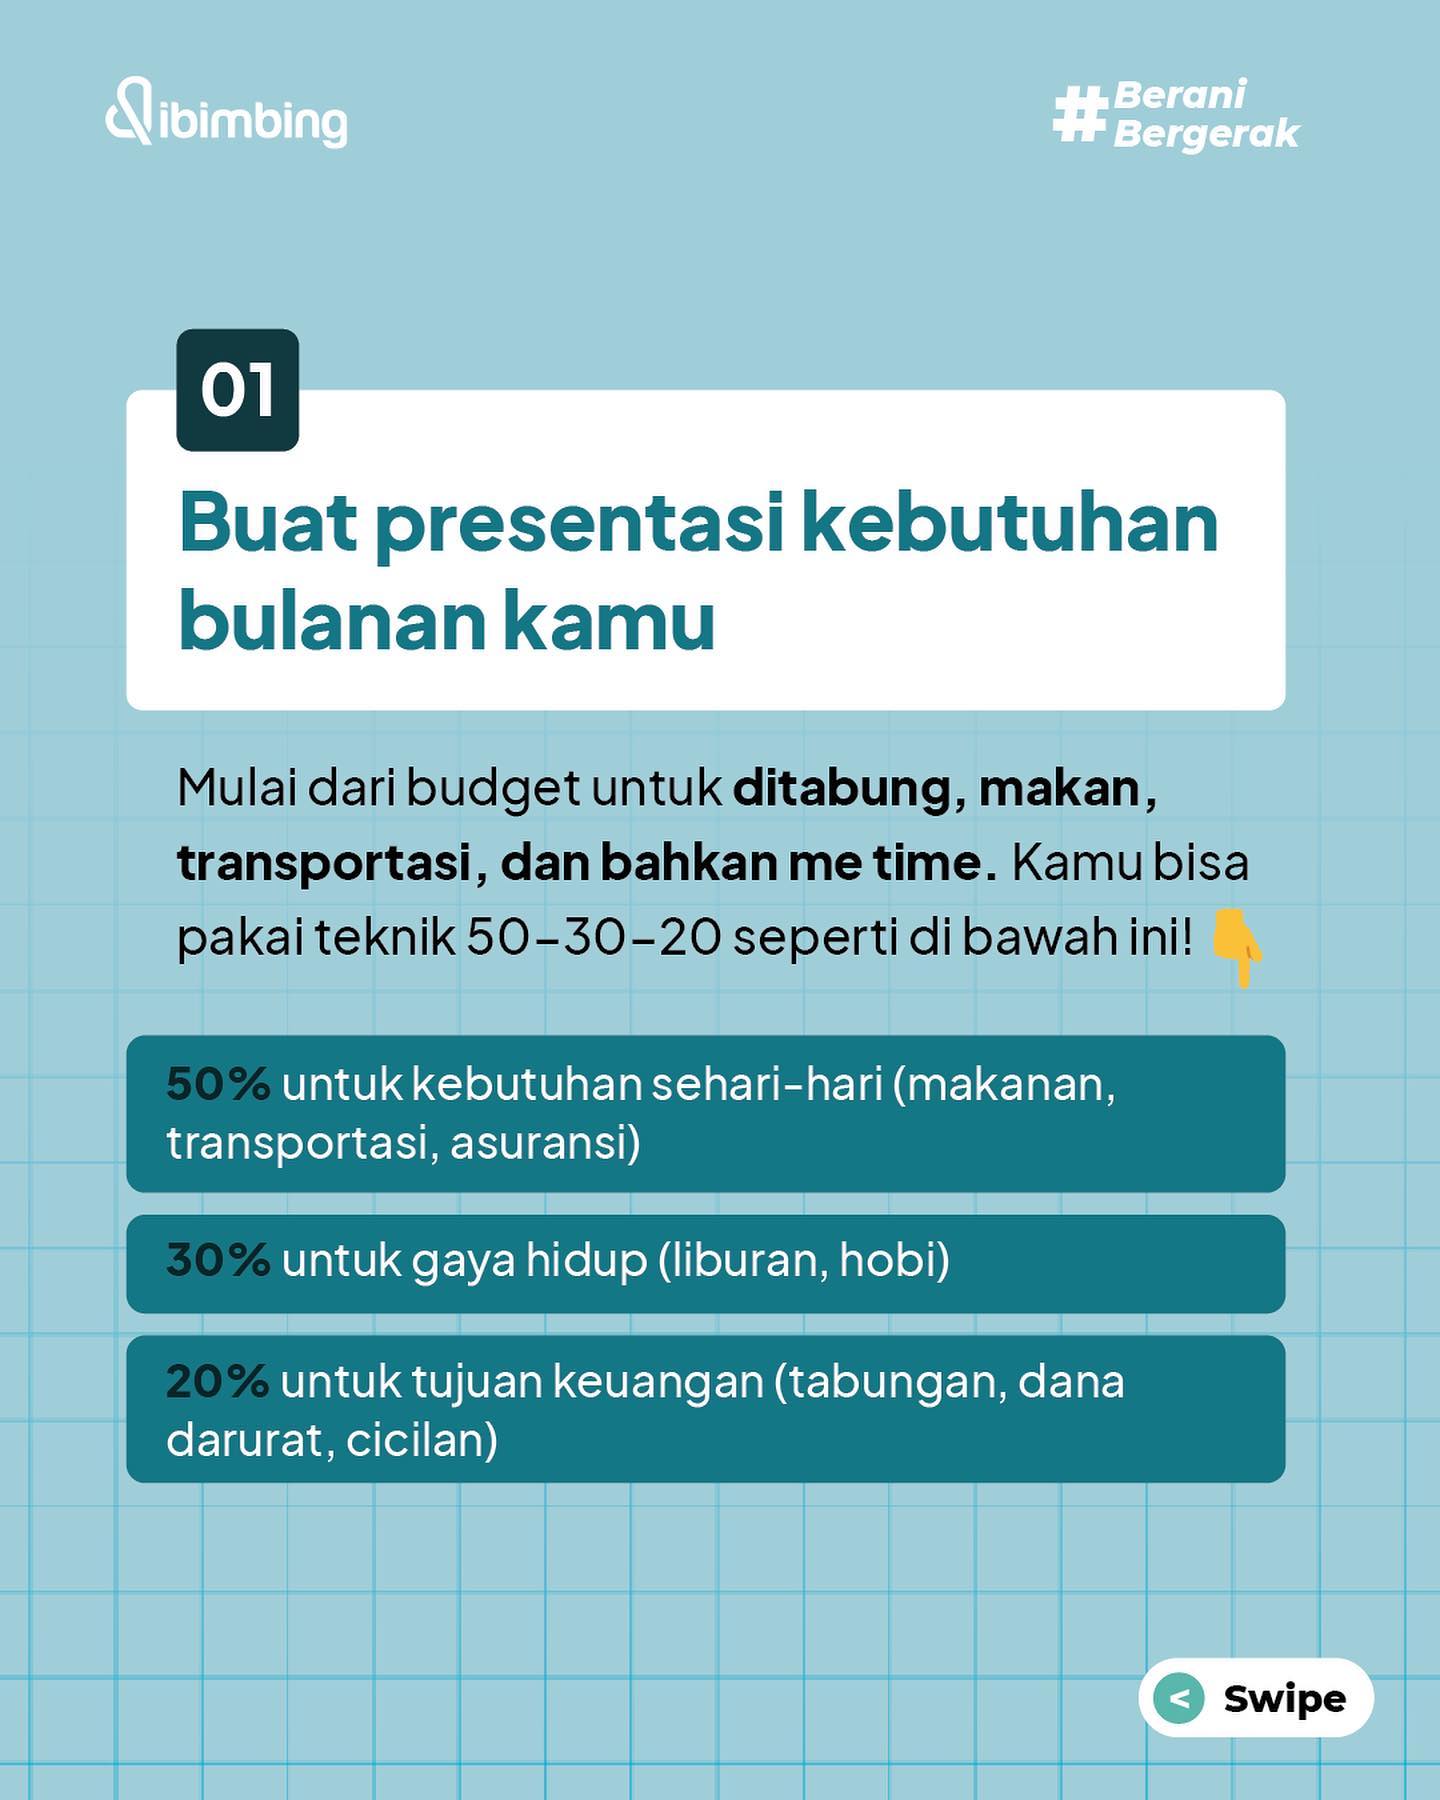 ibimbing
#Berani
Bergerak
01
Buat presentasi kebutuhan
bulanan kamu
Mulai dari budget untuk ditabung, makan,
transportasi, dan bahkan me time. Kamu bisa
pakai teknik 50–30–20 seperti di bawah ini! 👇
50% untuk kebutuhan sehari-hari (makanan,
transportasi, asuransi)
30% untuk gaya hidup (liburan, hobi)
20% untuk tujuan keuangan (tabungan, dana
darurat, cicilan)
< Swipe